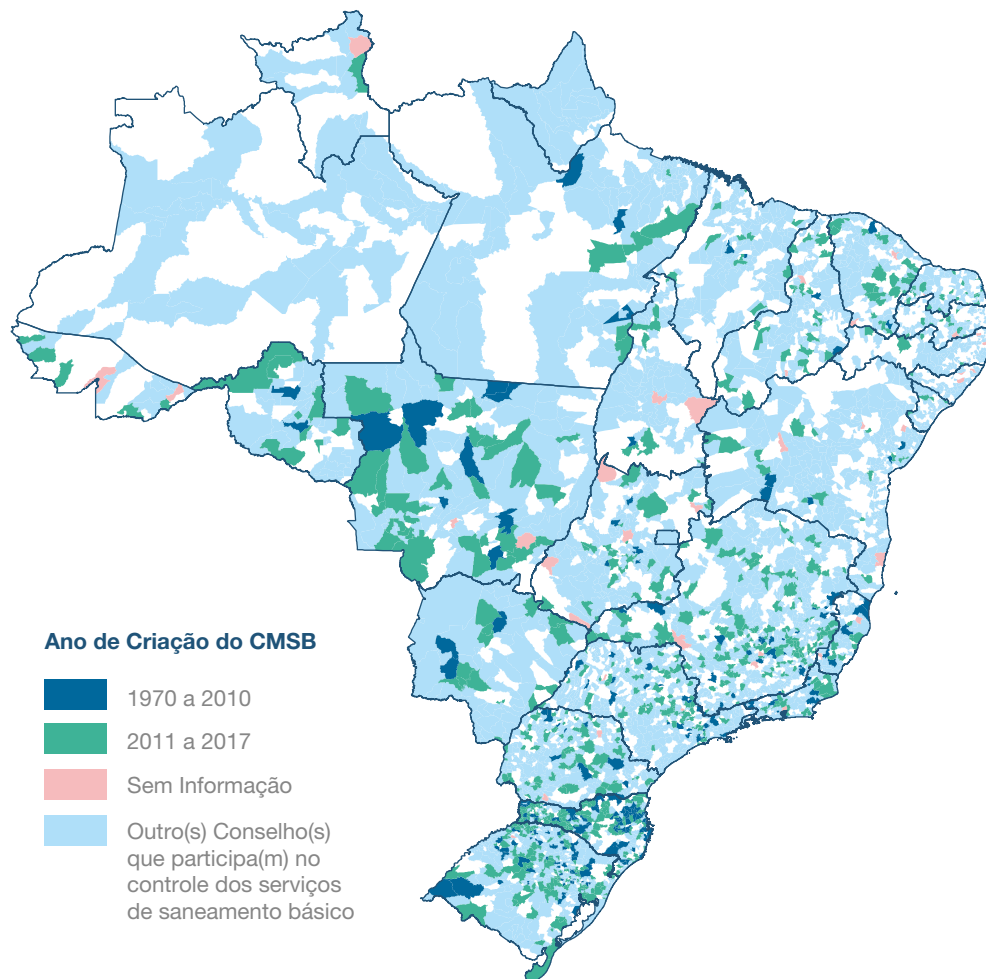 Ano de Criação do CMSB
1970 a 2010
2011 a 2017
Sem Informação
Outro(s) Conselho(s)
que participa(m) no
controle dos serviços
de saneamento básico